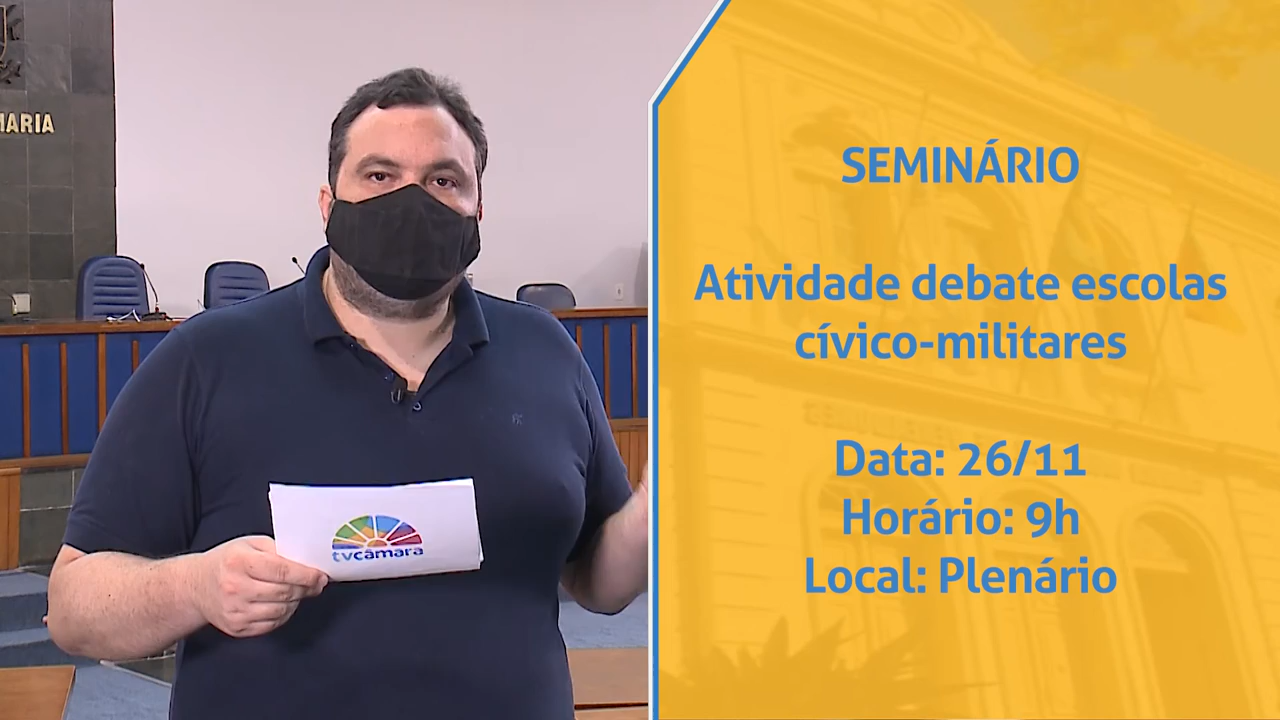 MARIA
SEMINÁRIO
Atividade debate escolas
cívico-militares
Data: 26/11
Horário: 9h
Local: Plenário
tvcâmara